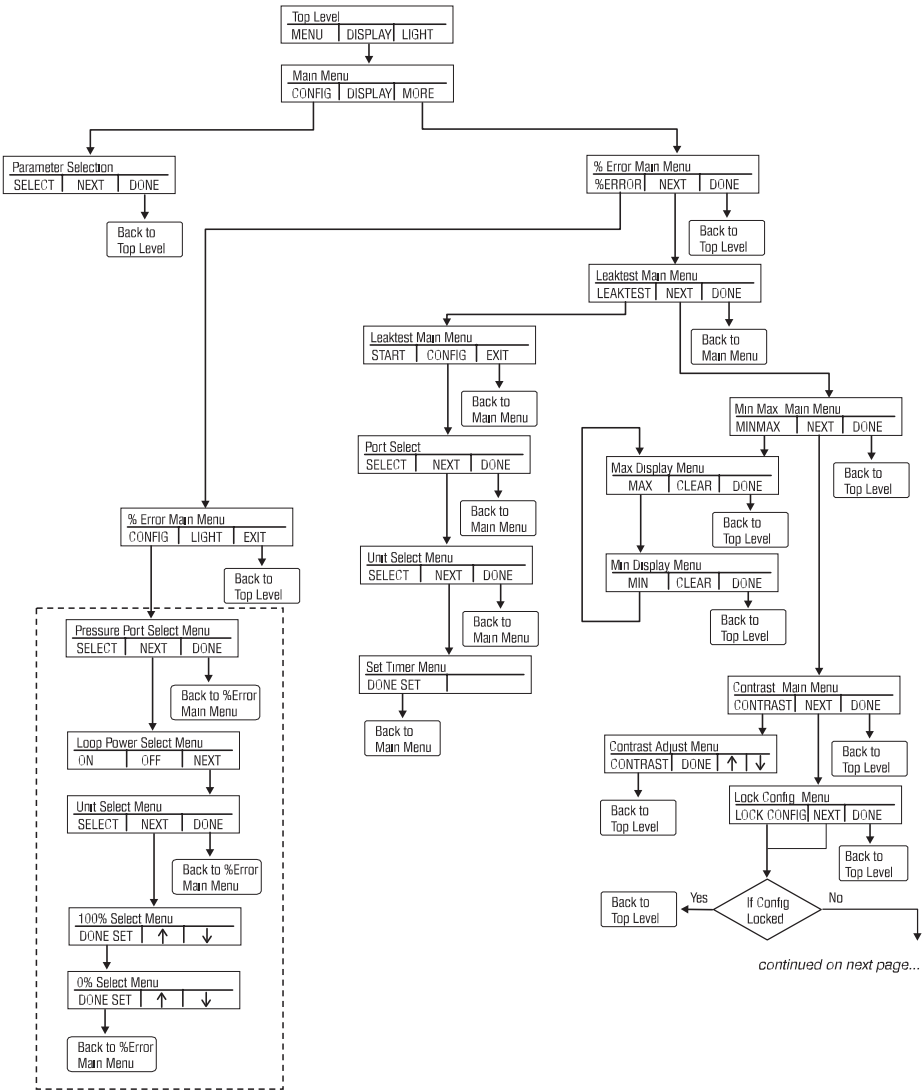 Top Level
MENU DISPLAY LIGHT
Main Menu
CONFIG DISPLAY MORE
Parameter Selection
SELECT NEXT DONE
Back to
Top Level
% Error Main Menu
%ERROR NEXT DONE
Back to
Top Level
Leaktest Main Menu
LEAKTEST NEXT DONE
Back to
Main Menu
Leaktest Main Menu
START CONFIG EXIT
Back to
Main Menu
Port Select
SELECT NEXT DONE
Back to
Main Menu
Unit Select Menu
SELECT NEXT DONE
Back to
Main Menu
Set Timer Menu
DONE SET
Back to
Main Menu
Min Max Main Menu
MINMAX NEXT DONE
Back to
Top Level
Max Display Menu
MAX CLEAR DONE
Back to
Top Level
Min Display Menu
MIN CLEAR DONE
Back to
Top Level
% Error Main Menu
CONFIG LIGHT EXIT
Back to
Top Level
Pressure Port Select Menu
SELECT NEXT DONE
Back to %Error
Main Menu
Loop Power Select Menu
ON OFF NEXT
Unit Select Menu
SELECT NEXT DONE
Back to %Error
Main Menu
100% Select Menu
DONE SET ↑ ↓
0% Select Menu
DONE SET ↑ ↓
Back to %Error
Main Menu
Contrast Main Menu
CONTRAST NEXT DONE
Back to
Top Level
Contrast Adjust Menu
CONTRAST DONE ↑ ↓
Back to
Top Level
Lock Config Menu
LOCK CONFIG NEXT DONE
Back to
Top Level
If Config
Locked
Yes
No
Back to
Top Level
continued on next page...